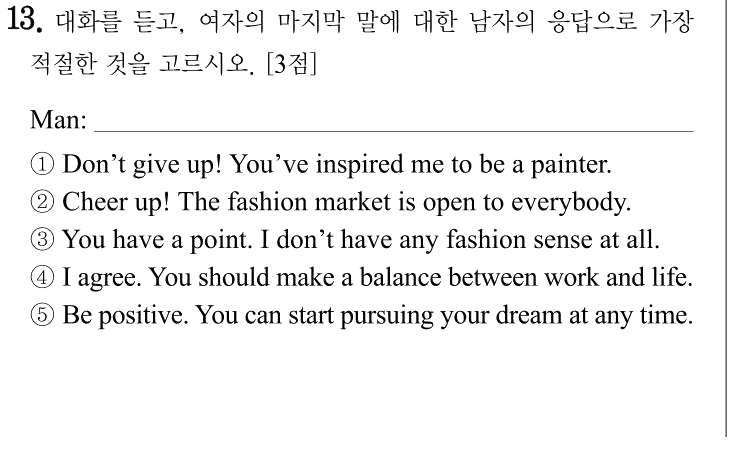 13. 대화를 듣고, 여자의 마지막 말에 대한 남자의 응답으로 가장
적절한 것을 고르시오. [3점]
Man:
① Don’t give up! You’ve inspired me to be a painter.
② Cheer up! The fashion market is open to everybody.
③ You have a point. I don’t have any fashion sense at all.
④ I agree. You should make a balance between work and life.
⑤ Be positive. You can start pursuing your dream at any time.